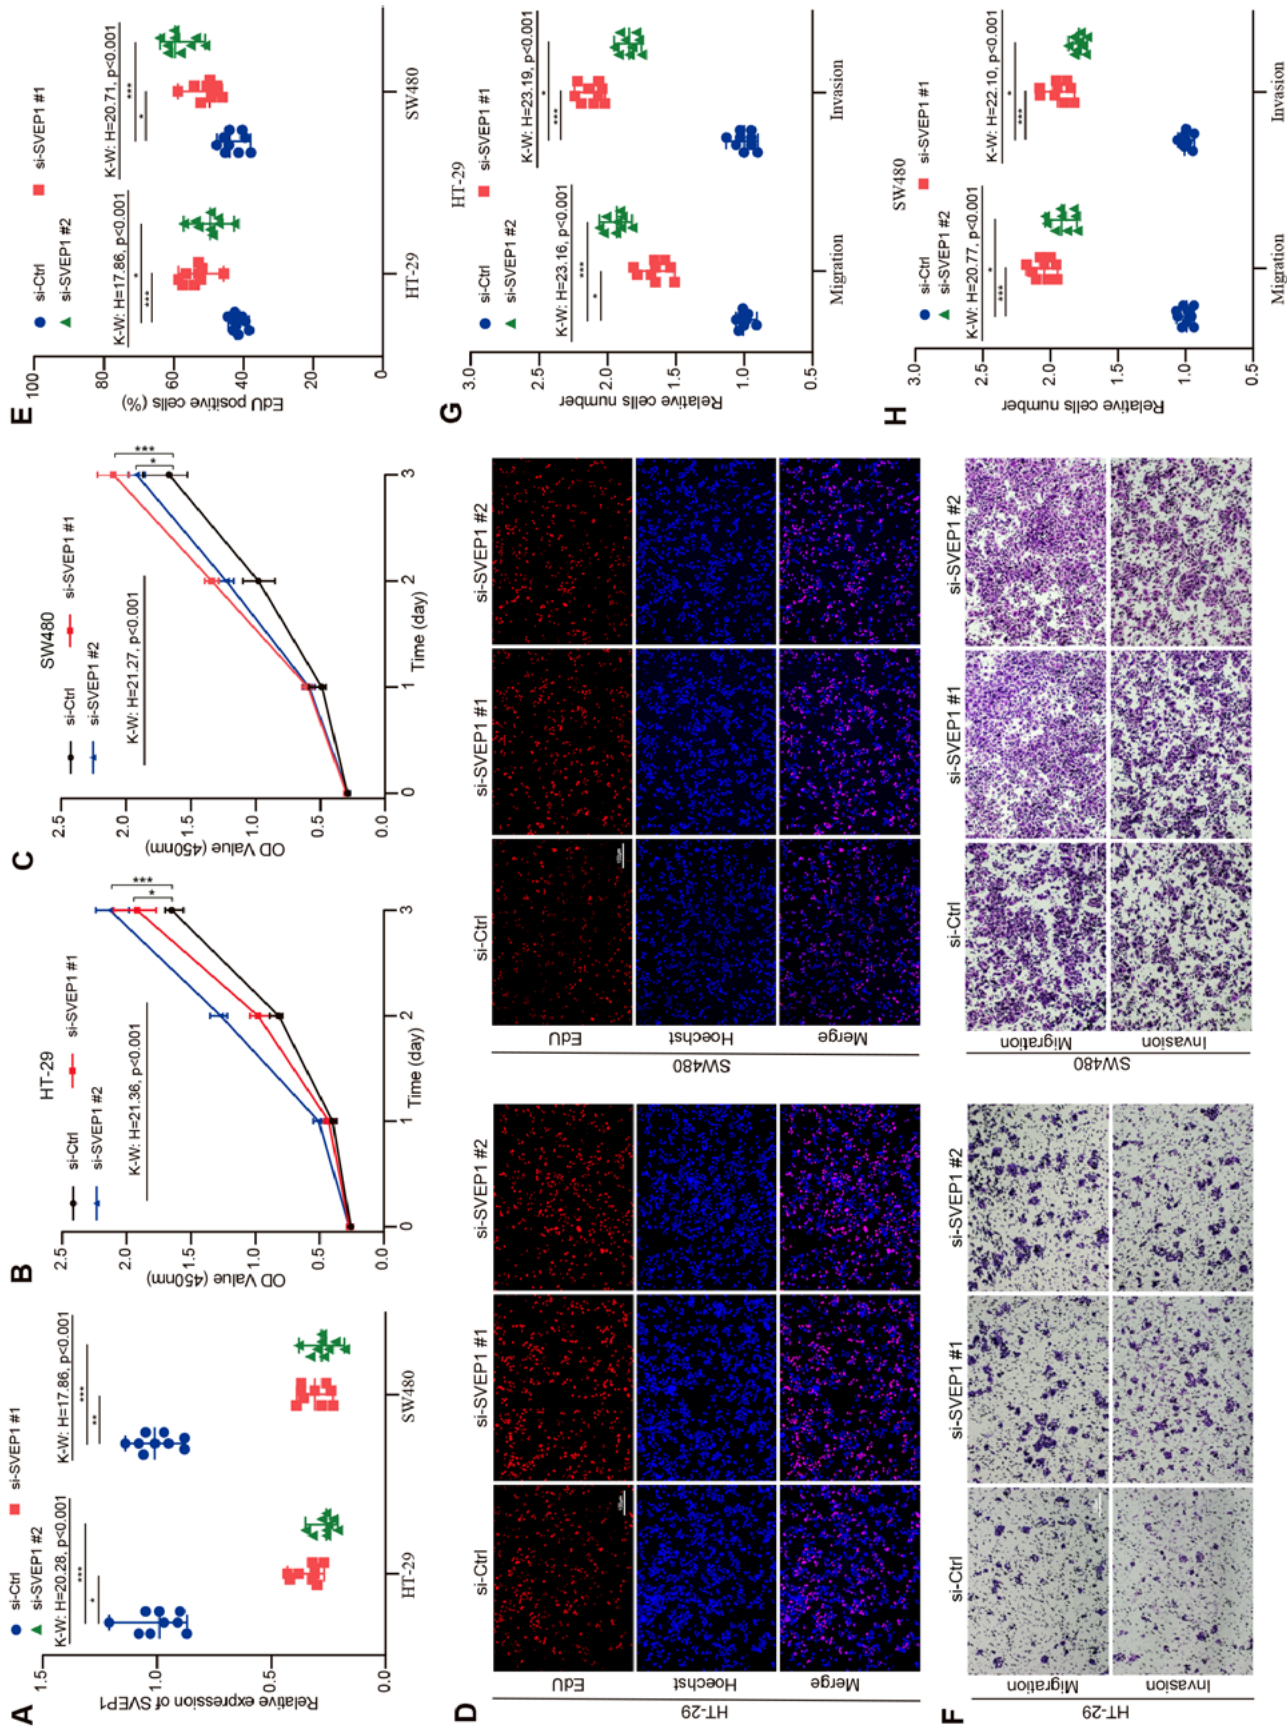 A
si-Ctrl
si-SVEP1 #1
si-SVEP1 #2
K-W: H=20.28, p<0.001
K-W: H=17.86, p<0.001
***
*
***
**
Relative expression of SVEP1
1.5
1.0
0.5
0.0
HT-29
SW480
B
HT-29
si-Ctrl
si-SVEP1 #1
si-SVEP1 #2
K-W: H=21.36, p<0.001
***
*
OD Value (450nm)
2.5
2.0
1.5
1.0
0.5
0.0
0
1
2
3
Time (day)
C
SW480
si-Ctrl
si-SVEP1 #1
si-SVEP1 #2
K-W: H=21.27, p<0.001
***
*
OD Value (450nm)
2.5
2.0
1.5
1.0
0.5
0.0
0
1
2
3
Time (day)
E
si-Ctrl
si-SVEP1 #1
si-SVEP1 #2
K-W: H=17.86, p<0.001
K-W: H=20.71, p<0.001
*
***
***
*
EdU positive cells (%)
100
80
60
40
20
0
HT-29
SW480
D
si-Ctrl
si-SVEP1 #1
si-SVEP1 #2
HT-29
EdU
Hoechst
Merge
si-Ctrl
si-SVEP1 #1
si-SVEP1 #2
SW480
EdU
Hoechst
Merge
G
HT-29
si-Ctrl
si-SVEP1 #1
si-SVEP1 #2
K-W: H=23.16, p<0.001
K-W: H=23.19, p<0.001
***
*
*
***
Relative cells number
3.0
2.5
2.0
1.5
1.0
Migration
Invasion
F
si-Ctrl
si-SVEP1 #1
si-SVEP1 #2
HT-29
Migration
Invasion
si-Ctrl
si-SVEP1 #1
si-SVEP1 #2
SW480
Migration
Invasion
H
SW480
si-Ctrl
si-SVEP1 #1
si-SVEP1 #2
K-W: H=20.77, p<0.001
K-W: H=22.10, p<0.001
*
***
*
***
Relative cells number
3.0
2.5
2.0
1.5
1.0
Migration
Invasion